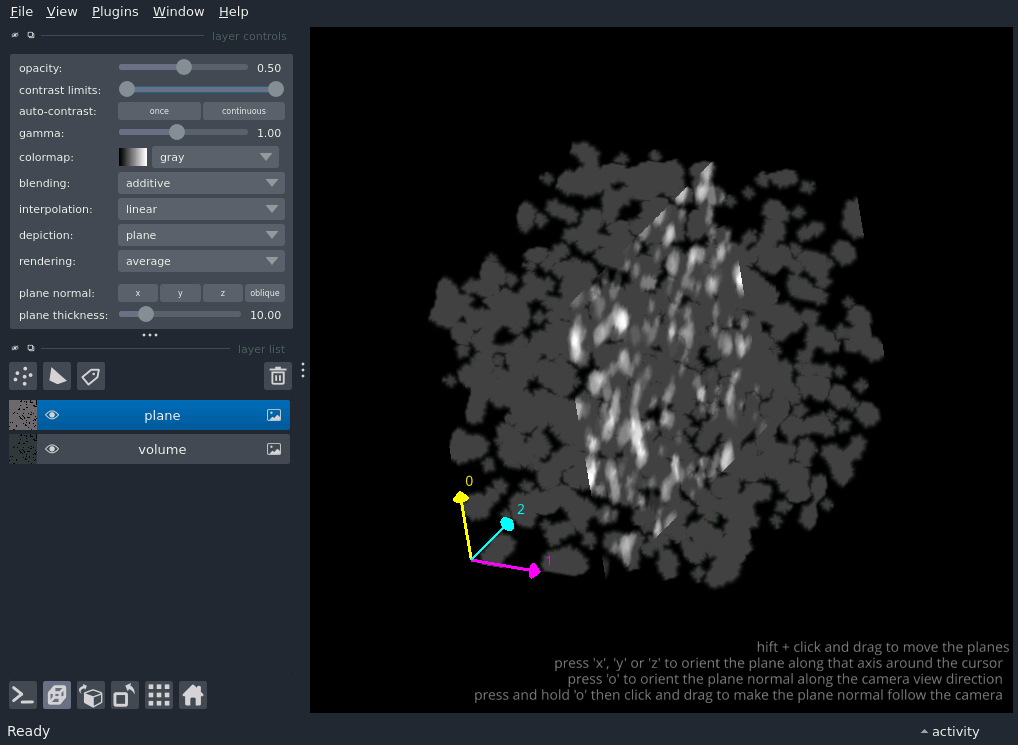 File View Plugins Window Help
layer controls
opacity: 0.50
contrast limits:
auto-contrast: once continuous
gamma: 1.00
colormap: gray
blending: additive
interpolation: linear
depiction: plane
rendering: average
plane normal: x y z oblique
plane thickness: 10.00
layer list
plane
volume
0
2
1
hift + click and drag to move the planes
press 'x', 'y' or 'z' to orient the plane along that axis around the cursor
press 'o' to orient the plane normal along the camera view direction
press and hold 'o' then click and drag to make the plane normal follow the camera
Ready
activity